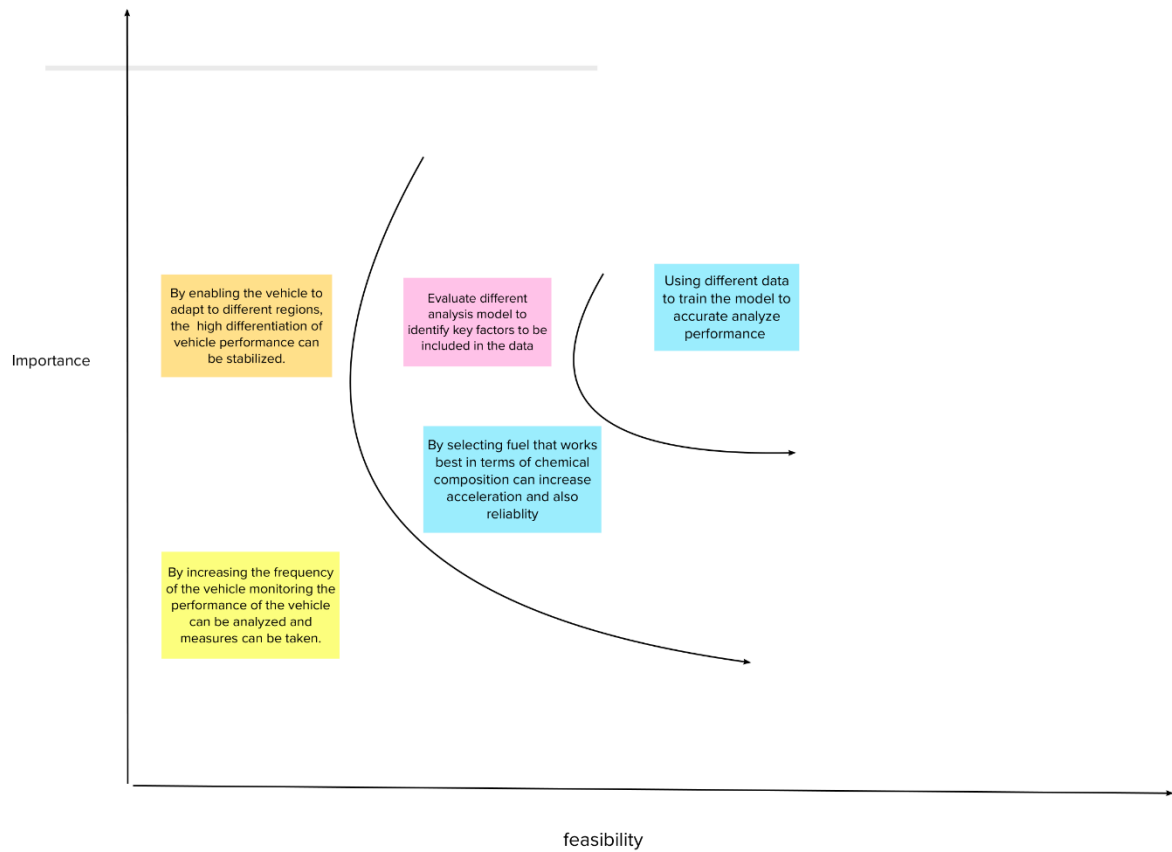 Importance
By enabling the vehicle to
adapt to different regions,
the high differentiation of
vehicle performance can
be stabilized.
Evaluate different
analysis model to
identify key factors to be
included in the data
Using different data
to train the model to
accurate analyze
performance
By selecting fuel that works
best in terms of chemical
composition can increase
acceleration and also
reliablity
By increasing the frequency
of the vehicle monitoring the
performance of the vehicle
can be analyzed and
measures can be taken.
feasibility